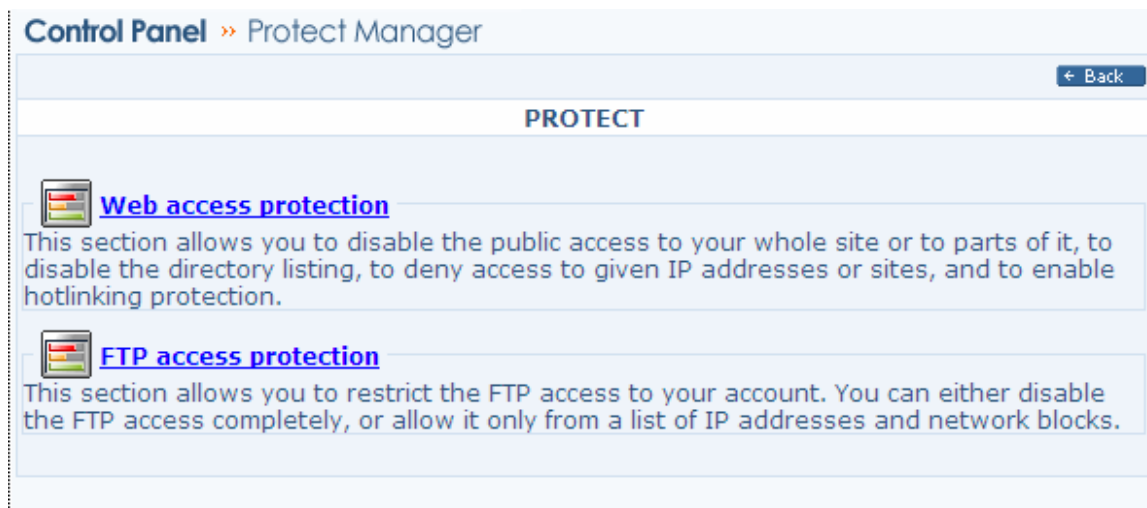 Control Panel » Protect Manager
← Back
PROTECT
Web access protection
This section allows you to disable the public access to your whole site or to parts of it, to
disable the directory listing, to deny access to given IP addresses or sites, and to enable
hotlinking protection.
FTP access protection
This section allows you to restrict the FTP access to your account. You can either disable
the FTP access completely, or allow it only from a list of IP addresses and network blocks.